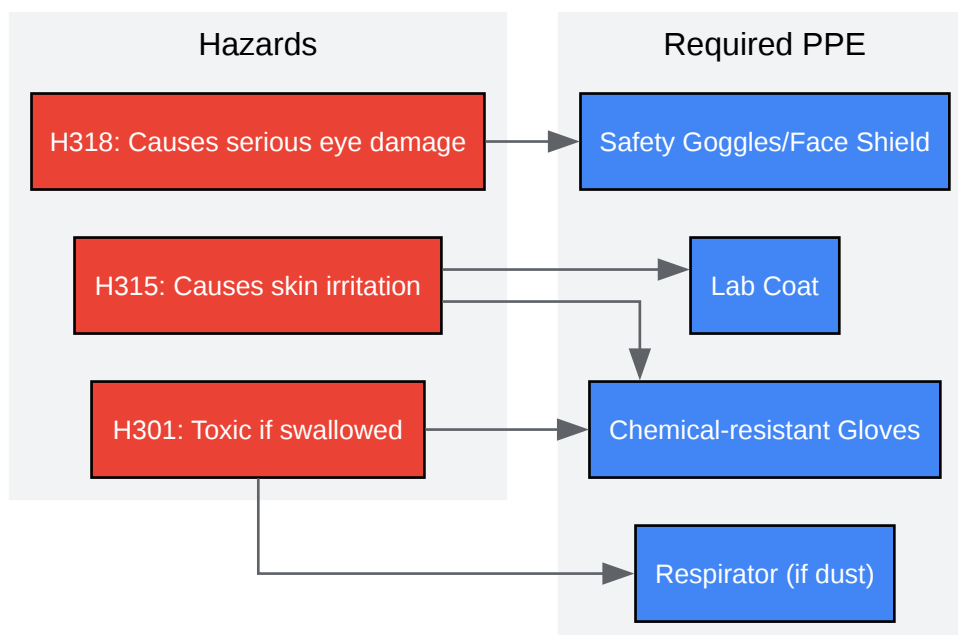 Hazards
Required PPE
H318: Causes serious eye damage
Safety Goggles/Face Shield
H315: Causes skin irritation
Lab Coat
H301: Toxic if swallowed
Chemical-resistant Gloves
Respirator (if dust)